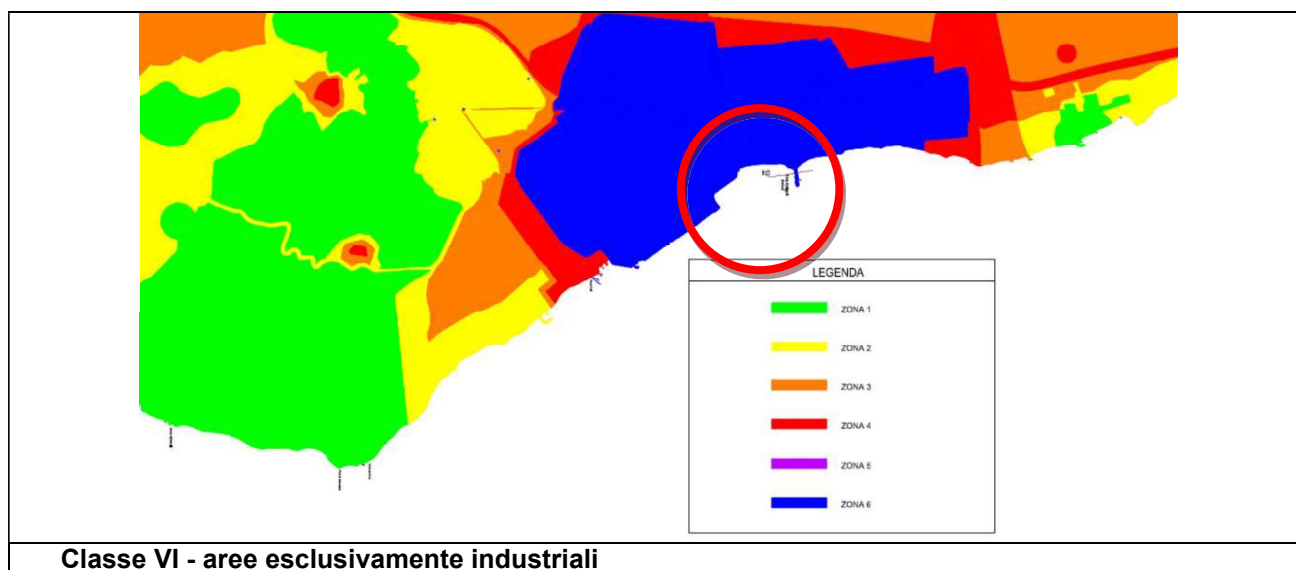 LEGENDA
ZONA 1
ZONA 2
ZONA 3
ZONA 4
ZONA 5
ZONA 6
Classe VI - aree esclusivamente industriali